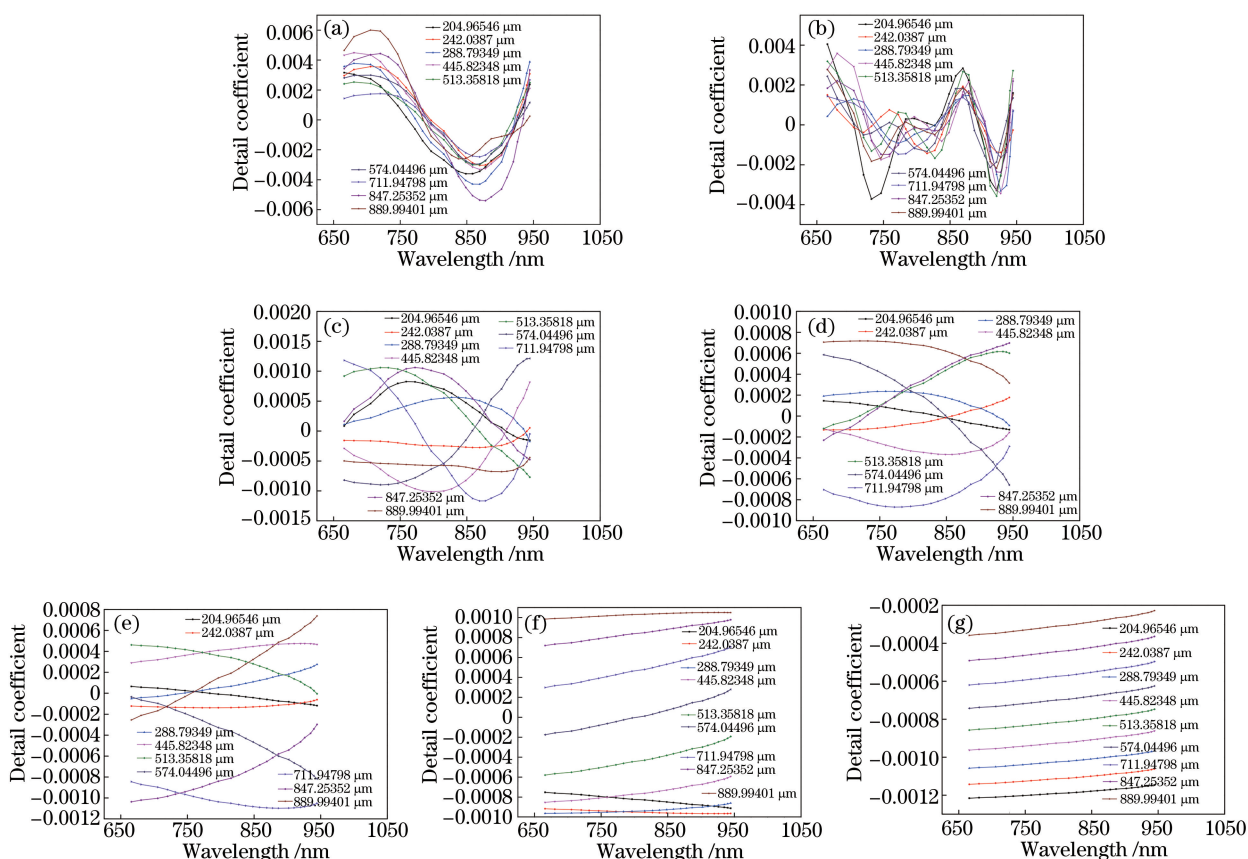 (a)
204.96546 μm
242.0387 μm
288.79349 μm
445.82348 μm
513.35818 μm
574.04496 μm
711.94798 μm
847.25352 μm
889.99401 μm
0.006
0.004
0.002
0
−0.002
−0.004
−0.006
Detail coefficient
650 750 850 950 1050
Wavelength /nm
(b)
204.96546 μm
242.0387 μm
288.79349 μm
445.82348 μm
513.35818 μm
574.04496 μm
711.94798 μm
847.25352 μm
889.99401 μm
0.004
0.002
0
−0.002
−0.004
Detail coefficient
650 750 850 950 1050
Wavelength /nm
(c)
204.96546 μm
242.0387 μm
288.79349 μm
445.82348 μm
513.35818 μm
574.04496 μm
711.94798 μm
847.25352 μm
889.99401 μm
0.0020
0.0015
0.0010
0.0005
0
−0.0005
−0.0010
−0.0015
Detail coefficient
650 750 850 950 1050
Wavelength /nm
(d)
204.96546 μm
242.0387 μm
288.79349 μm
445.82348 μm
513.35818 μm
574.04496 μm
711.94798 μm
847.25352 μm
889.99401 μm
0.0010
0.0008
0.0006
0.0004
0.0002
0
−0.0002
−0.0004
−0.0006
−0.0008
−0.0010
Detail coefficient
650 750 850 950 1050
Wavelength /nm
(e)
204.96546 μm
242.0387 μm
288.79349 μm
445.82348 μm
513.35818 μm
574.04496 μm
711.94798 μm
847.25352 μm
889.99401 μm
0.0008
0.0006
0.0004
0.0002
0
−0.0002
−0.0004
−0.0006
−0.0008
−0.0010
−0.0012
Detail coefficient
650 750 850 950 1050
Wavelength /nm
(f)
204.96546 μm
242.0387 μm
288.79349 μm
445.82348 μm
513.35818 μm
574.04496 μm
711.94798 μm
847.25352 μm
889.99401 μm
0.0010
0.0008
0.0006
0.0004
0.0002
0
−0.0002
−0.0004
−0.0006
−0.0008
−0.0010
Detail coefficient
650 750 850 950 1050
Wavelength /nm
(g)
204.96546 μm
242.0387 μm
288.79349 μm
445.82348 μm
513.35818 μm
574.04496 μm
711.94798 μm
847.25352 μm
889.99401 μm
−0.0002
−0.0004
−0.0006
−0.0008
−0.0010
−0.0012
Detail coefficient
650 750 850 950 1050
Wavelength /nm